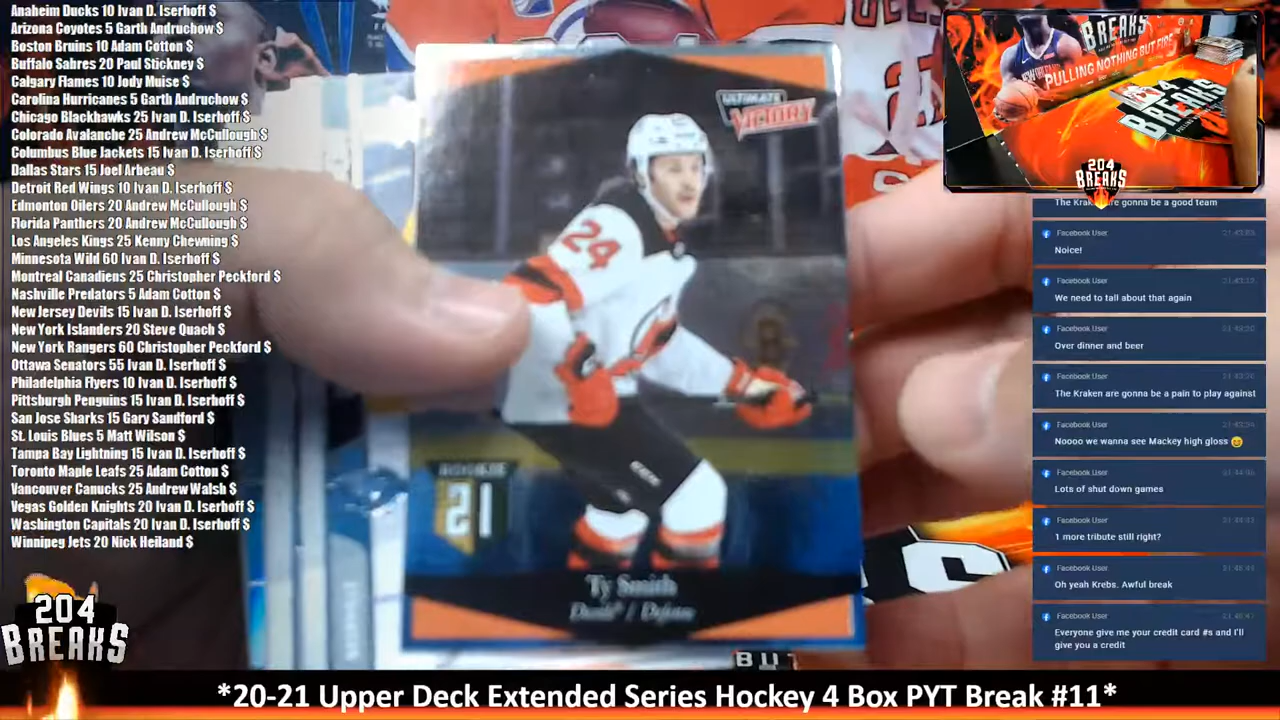 Anaheim Ducks 10 Ivan D. Iserhoff $
Arizona Coyotes 5 Garth Andruchow $
Boston Bruins 10 Adam Cotton $
Buffalo Sabres 20 Paul Stickney $
Calgary Flames 10 Jody Muise $
Carolina Hurricanes 5 Garth Andruchow $
Chicago Blackhawks 25 Ivan D. Iserhoff $
Colorado Avalanche 25 Andrew McCullough $
Columbus Blue Jackets 15 Ivan D. Iserhoff $
Dallas Stars 15 Joel Arbeau $
Detroit Red Wings 10 Ivan D. Iserhoff $
Edmonton Oilers 20 Andrew McCullough $
Florida Panthers 20 Andrew McCullough $
Los Angeles Kings 25 Kenny Chewning $
Minnesota Wild 60 Ivan D. Iserhoff $
Montreal Canadiens 25 Christopher Peckford $
Nashville Predators 5 Adam Cotton $
New Jersey Devils 15 Ivan D. Iserhoff $
New York Islanders 20 Steve Quach $
New York Rangers 60 Christopher Peckford $
Ottawa Senators 55 Ivan D. Iserhoff $
Philadelphia Flyers 10 Ivan D. Iserhoff $
Pittsburgh Penguins 15 Ivan D. Iserhoff $
San Jose Sharks 15 Gary Sandford $
St. Louis Blues 5 Matt Wilson $
Tampa Bay Lightning 15 Ivan D. Iserhoff $
Toronto Maple Leafs 25 Adam Cotton $
Vancouver Canucks 25 Andrew Walsh $
Vegas Golden Knights 20 Ivan D. Iserhoff $
Washington Capitals 20 Ivan D. Iserhoff $
Winnipeg Jets 20 Nick Heiland $
204
BREAKS
ULTIMATE
VICTORY
24
21
Ty Smith
Devils / Defense
BREAKS
PULLING NOTHING BUT FIRE
204
BREAKS
204
BREAKS
The Kraken are gonna be a good team
Facebook User
Noice!
Facebook User
We need to tall about that again
Facebook User
Over dinner and beer
Facebook User
The Kraken are gonna be a pain to play against
Facebook User
Noooo we wanna see Mackey high gloss 😄
Facebook User
Lots of shut down games
Facebook User
1 more tribute still right?
Facebook User
Oh yeah Krebs. Awful break
Facebook User
Everyone give me your credit card #s and I'll
give you a credit
*20-21 Upper Deck Extended Series Hockey 4 Box PYT Break #11*